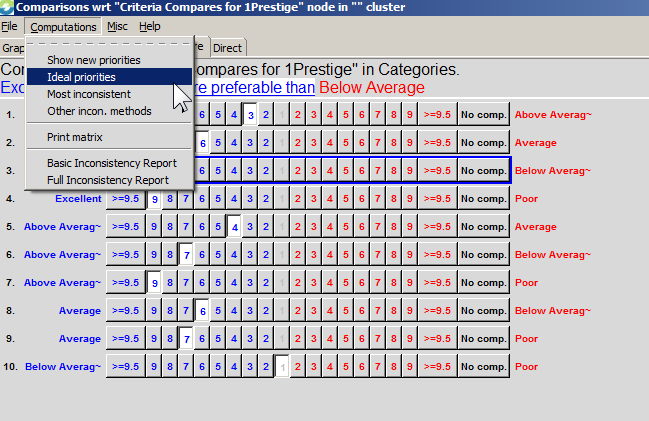 Comparisons wrt "Criteria Compares for 1Prestige" node in "" cluster
File Computations Misc Help
Direct
Show new priorities
Ideal priorities
Most inconsistent
Other incon. methods
Print matrix
Basic Inconsistency Report
Full Inconsistency Report
ompares for 1Prestige" in Categories.
re preferable than Below Average
1. 6 5 4 3 2 1 2 3 4 5 6 7 8 9 >=9.5 No comp. Above Averag~
2. 6 5 4 3 2 1 2 3 4 5 6 7 8 9 >=9.5 No comp. Average
3. 6 5 4 3 2 1 2 3 4 5 6 7 8 9 >=9.5 No comp. Below Averag~
4. Excellent >=9.5 9 8 7 6 5 4 3 2 1 2 3 4 5 6 7 8 9 >=9.5 No comp. Poor
5. Above Averag~ >=9.5 9 8 7 6 5 4 3 2 1 2 3 4 5 6 7 8 9 >=9.5 No comp. Average
6. Above Averag~ >=9.5 9 8 7 6 5 4 3 2 1 2 3 4 5 6 7 8 9 >=9.5 No comp. Below Averag~
7. Above Averag~ >=9.5 9 8 7 6 5 4 3 2 1 2 3 4 5 6 7 8 9 >=9.5 No comp. Poor
8. Average >=9.5 9 8 7 6 5 4 3 2 1 2 3 4 5 6 7 8 9 >=9.5 No comp. Below Averag~
9. Average >=9.5 9 8 7 6 5 4 3 2 1 2 3 4 5 6 7 8 9 >=9.5 No comp. Poor
10. Below Averag~ >=9.5 9 8 7 6 5 4 3 2 1 2 3 4 5 6 7 8 9 >=9.5 No comp. Poor